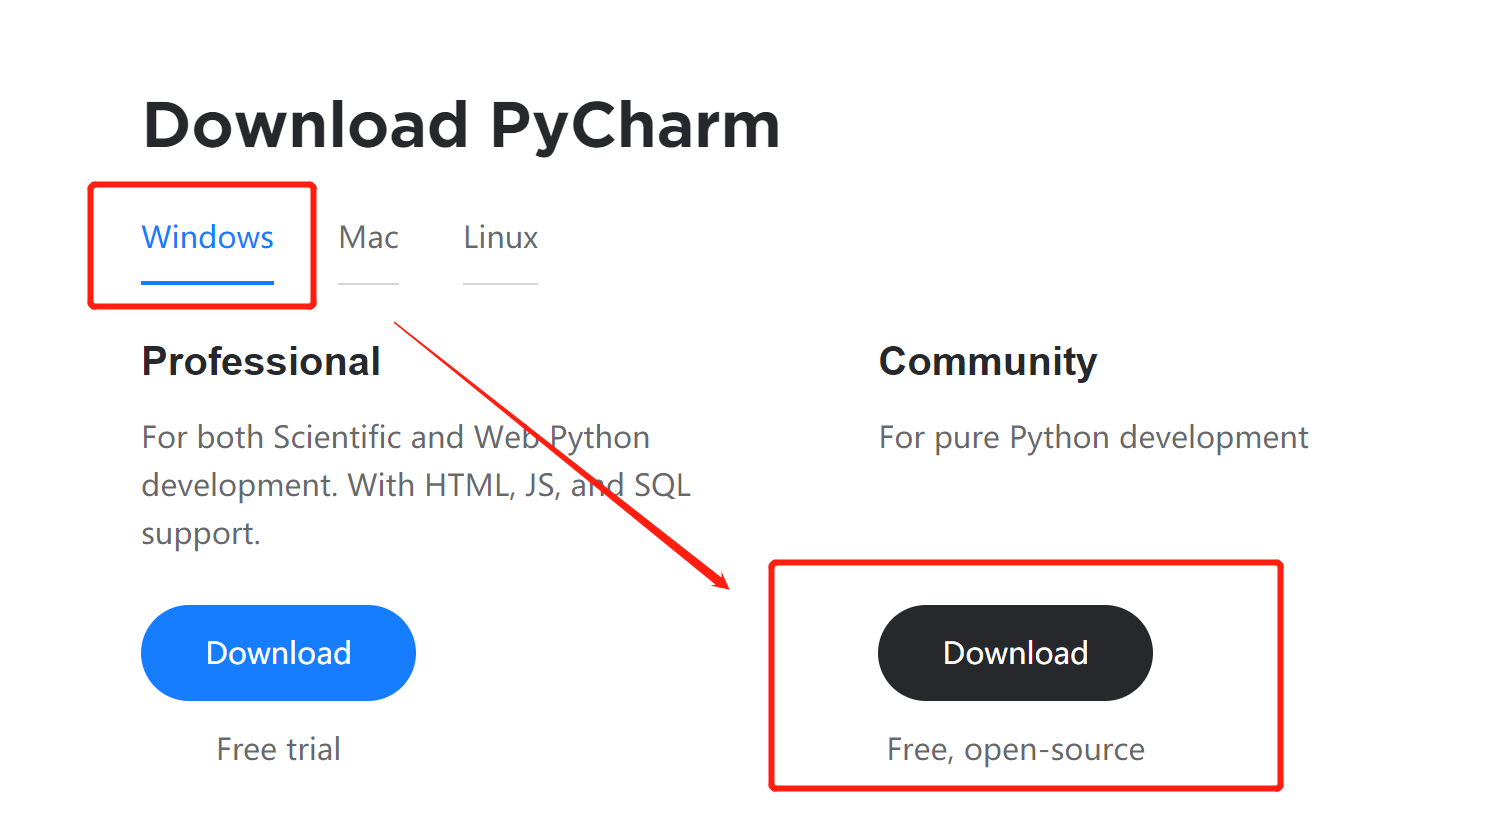 Download PyCharm
Windows
Mac
Linux
Professional
For both Scientific and Web Python
development. With HTML, JS, and SQL
support.
Download
Free trial
Community
For pure Python development
Download
Free, open-source